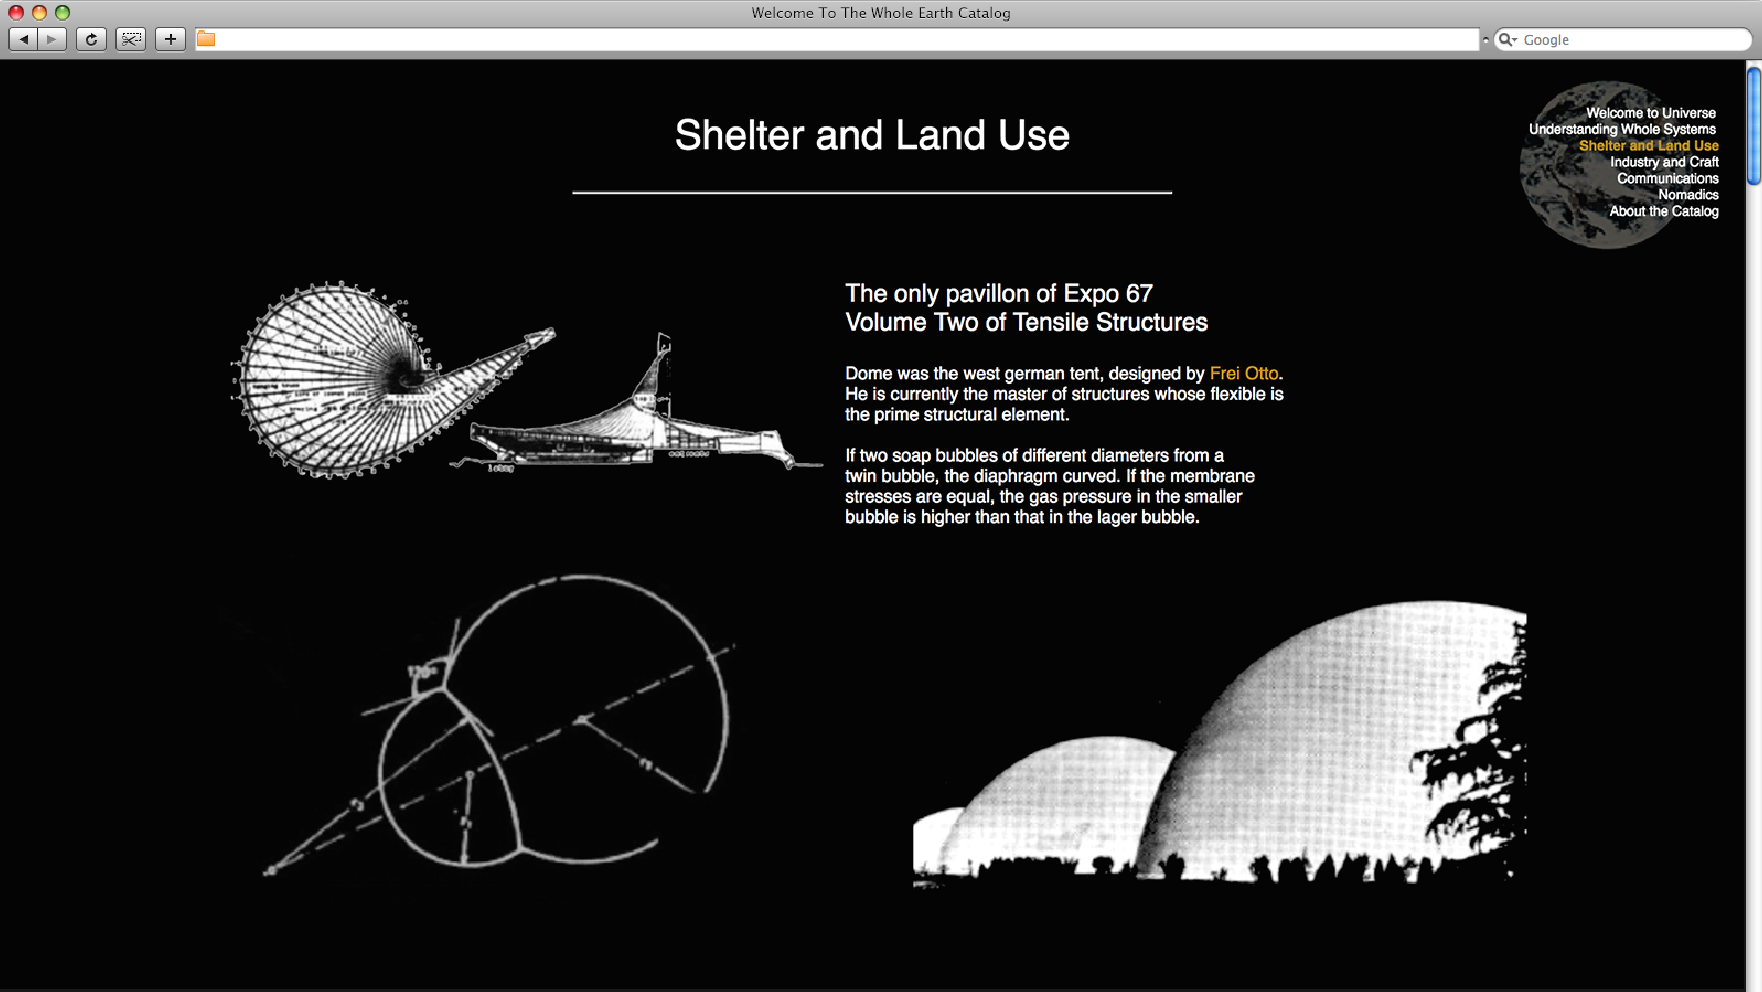 Welcome To The Whole Earth Catalog
Google
Shelter and Land Use
Welcome to Universe
Understanding Whole Systems
Shelter and Land Use
Industry and Craft
Communications
Nomadics
About the Catalog
The only pavillon of Expo 67
Volume Two of Tensile Structures
Dome was the west german tent, designed by Frei Otto.
He is currently the master of structures whose flexible is
the prime structural element.
If two soap bubbles of different diameters from a
twin bubble, the diaphragm curved. If the membrane
stresses are equal, the gas pressure in the smaller
bubble is higher than that in the lager bubble.